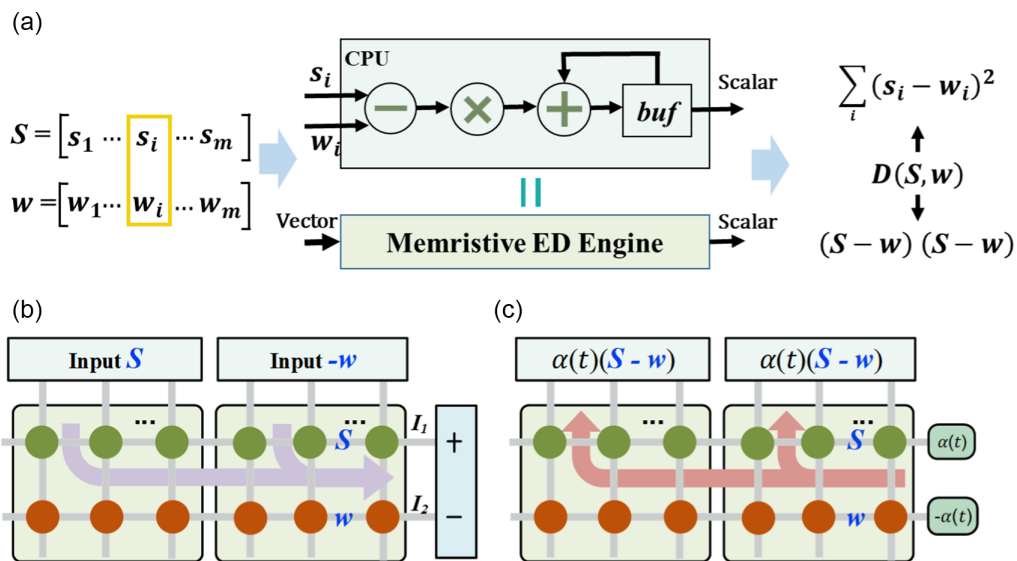 (a)
CPU
s_i
w_i
− × +
buf
Scalar
S = [s_1 ... s_i ... s_m]
w = [w_1 ... w_i ... w_m]
Vector
Memristive ED Engine
Scalar
∑_i (s_i − w_i)^2
D(S,w)
(S − w) (S − w)
(b)
Input S
Input -w
...
...
I_1
S
+
I_2
w
−
(c)
α(t)(S - w)
α(t)(S - w)
...
...
S
α(t)
w
-α(t)